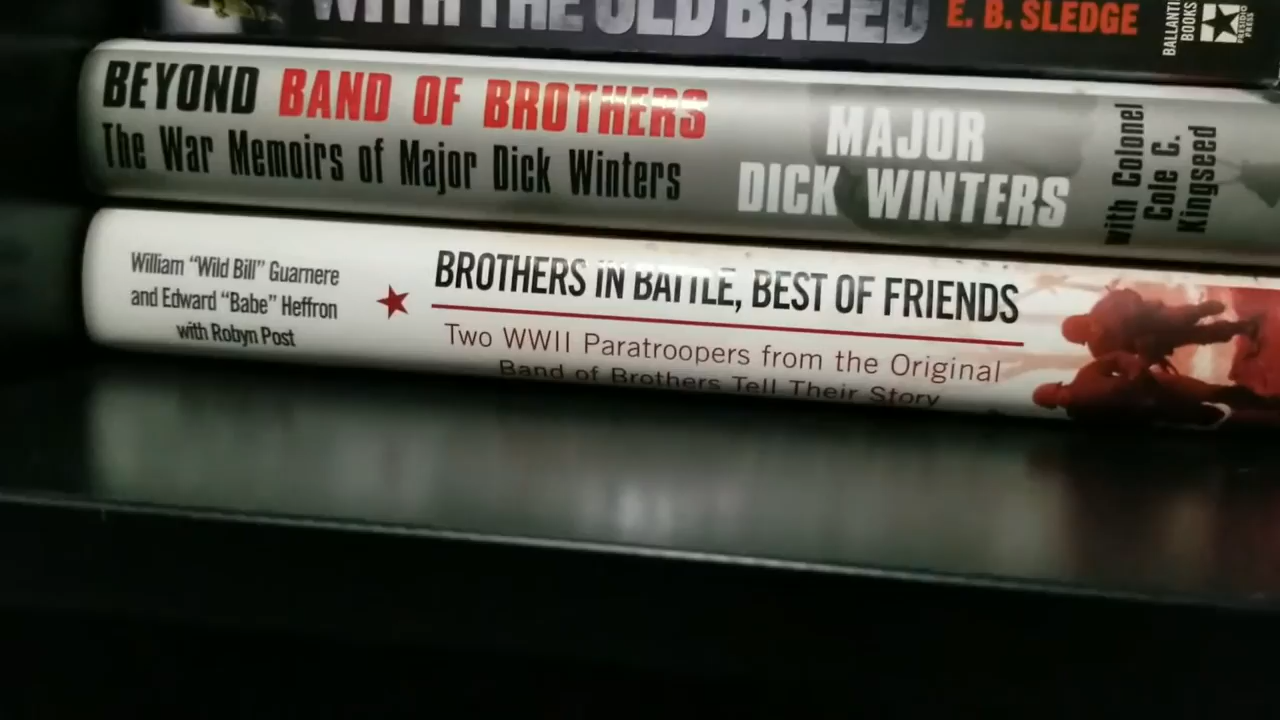 WITH THE OLD BREED
E. B. SLEDGE
BALLANTI
BOOKS
PRESIDIO
PRESS
BEYOND BAND OF BROTHERS
The War Memoirs of Major Dick Winters
MAJOR
DICK WINTERS
with Colonel
Cole C.
Kingseed
William "Wild Bill" Guarnere
and Edward "Babe" Heffron
with Robyn Post
BROTHERS IN BATTLE, BEST OF FRIENDS
Two WWII Paratroopers from the Original
Band of Brothers Tell Their Story